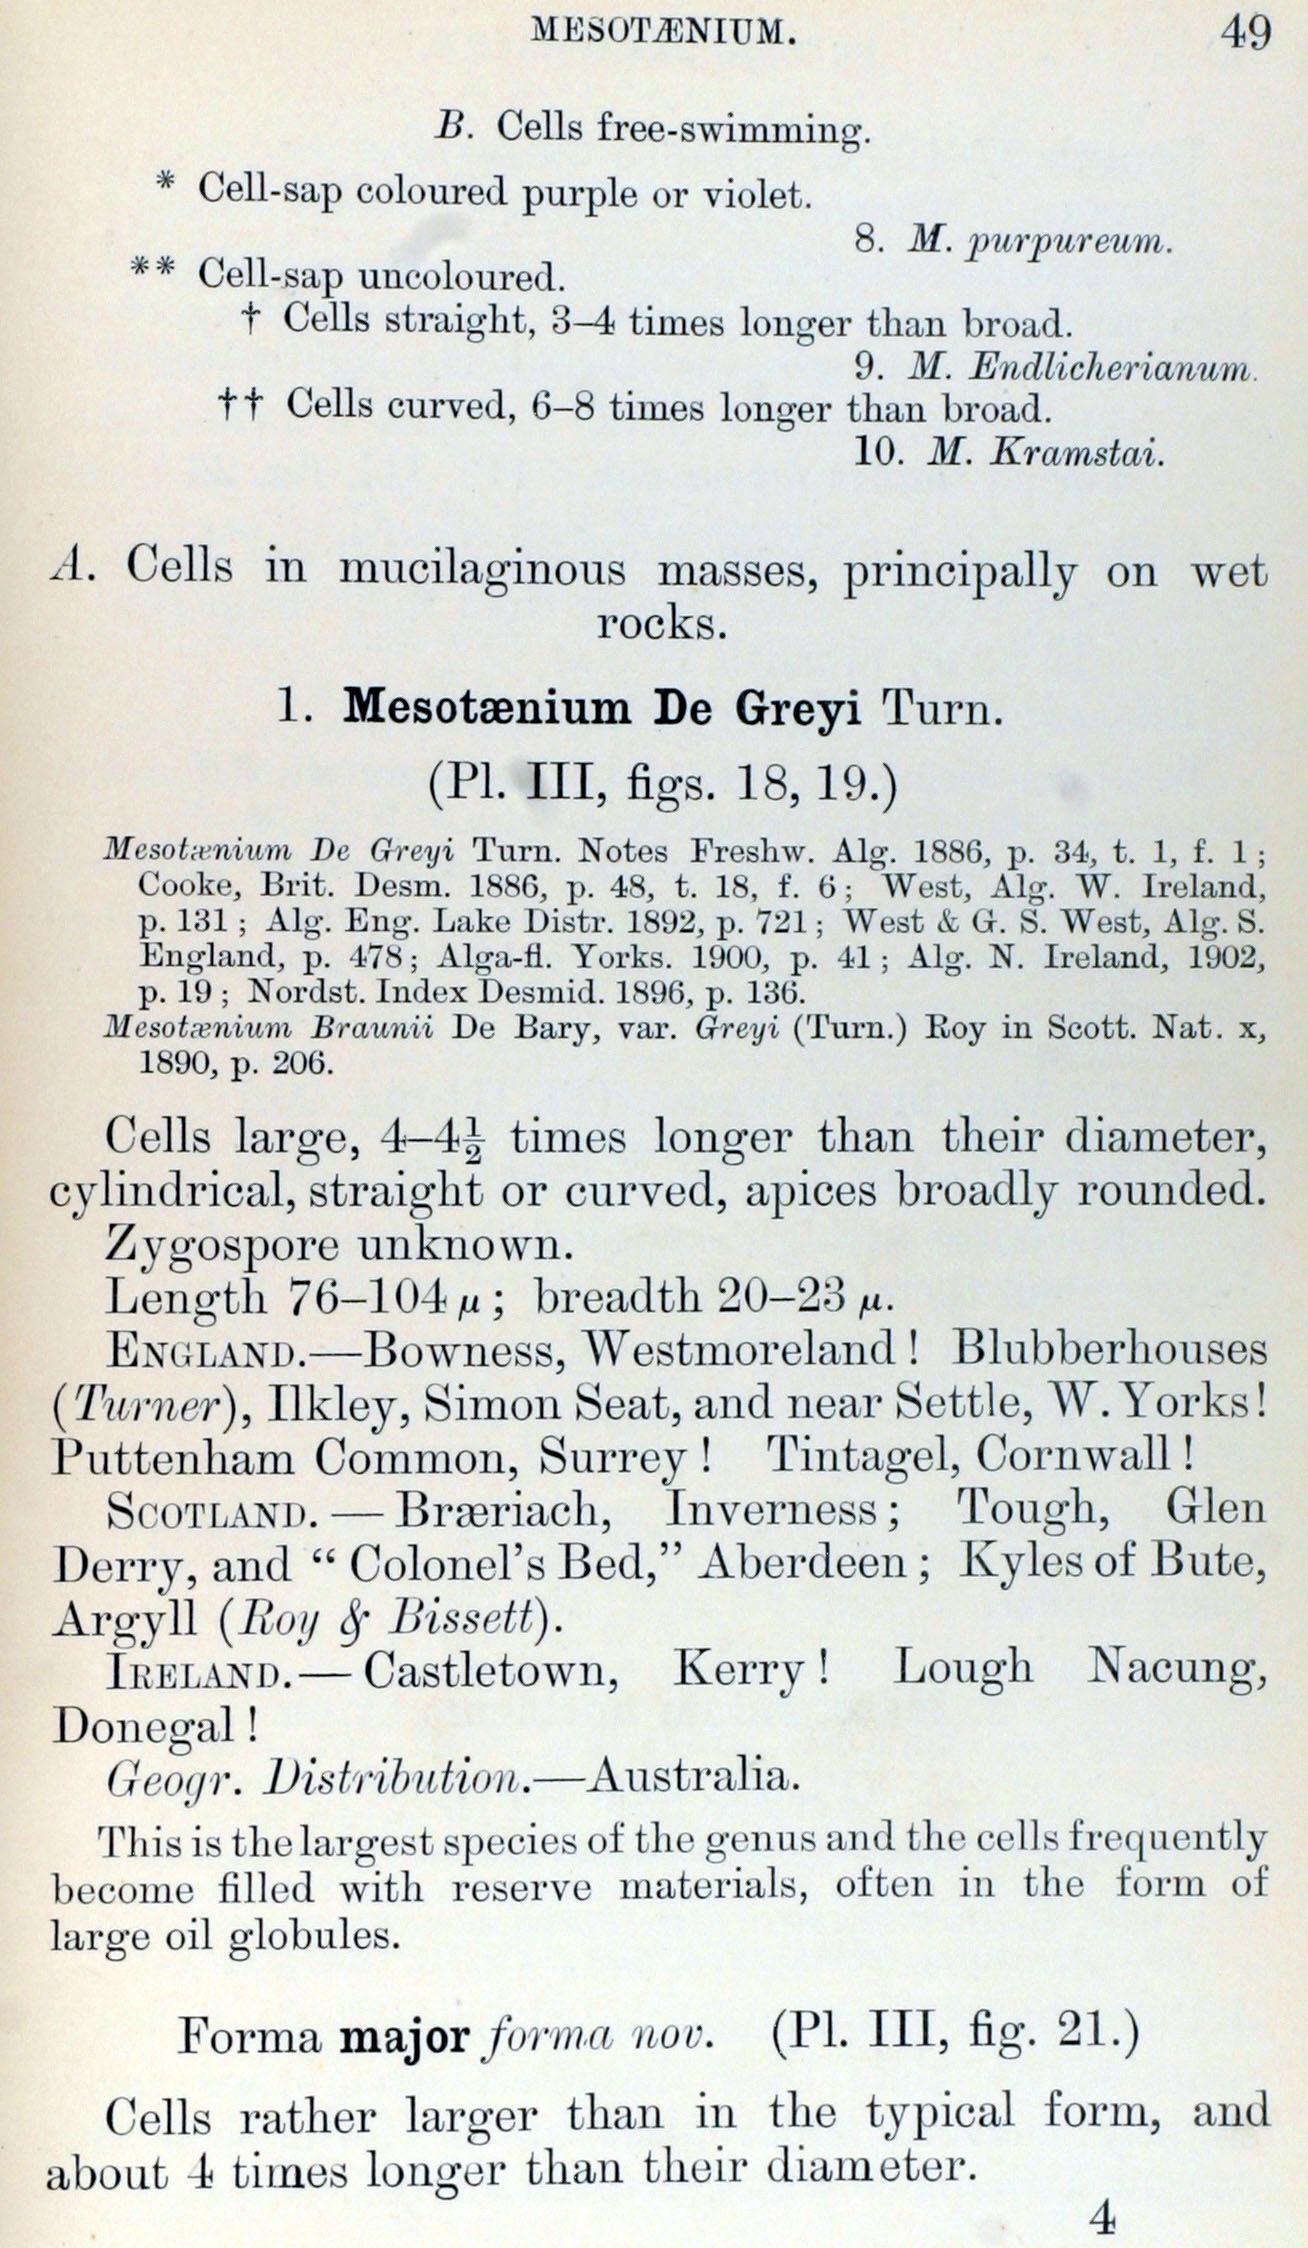 MESOTÆNIUM. 49
B. Cells free-swimming.
* Cell-sap coloured purple or violet.
8. M. purpureum.
** Cell-sap uncoloured.
† Cells straight, 3–4 times longer than broad.
9. M. Endlicherianum.
†† Cells curved, 6–8 times longer than broad.
10. M. Kramstai.
A. Cells in mucilaginous masses, principally on wet
rocks.
1. Mesotænium De Greyi Turn.
(Pl. III, figs. 18, 19.)
Mesotænium De Greyi Turn. Notes Freshw. Alg. 1886, p. 34, t. 1, f. 1;
Cooke, Brit. Desm. 1886, p. 48, t. 18, f. 6; West, Alg. W. Ireland,
p. 131; Alg. Eng. Lake Distr. 1892, p. 721; West & G. S. West, Alg. S.
England, p. 478; Alga-fl. Yorks. 1900, p. 41; Alg. N. Ireland, 1902,
p. 19; Nordst. Index Desmid. 1896, p. 136.
Mesotænium Braunii De Bary, var. Greyi (Turn.) Roy in Scott. Nat. x,
1890, p. 206.
Cells large, 4–4½ times longer than their diameter,
cylindrical, straight or curved, apices broadly rounded.
Zygospore unknown.
Length 76–104 μ; breadth 20–23 μ.
ENGLAND.—Bowness, Westmoreland! Blubberhouses
(Turner), Ilkley, Simon Seat, and near Settle, W. Yorks!
Puttenham Common, Surrey! Tintagel, Cornwall!
SCOTLAND.—Bræriach, Inverness; Tough, Glen
Derry, and "Colonel's Bed," Aberdeen; Kyles of Bute,
Argyll (Roy & Bissett).
IRELAND.—Castletown, Kerry! Lough Nacung,
Donegal!
Geogr. Distribution.—Australia.
This is the largest species of the genus and the cells frequently
become filled with reserve materials, often in the form of
large oil globules.
Forma major forma nov. (Pl. III, fig. 21.)
Cells rather larger than in the typical form, and
about 4 times longer than their diameter.
4